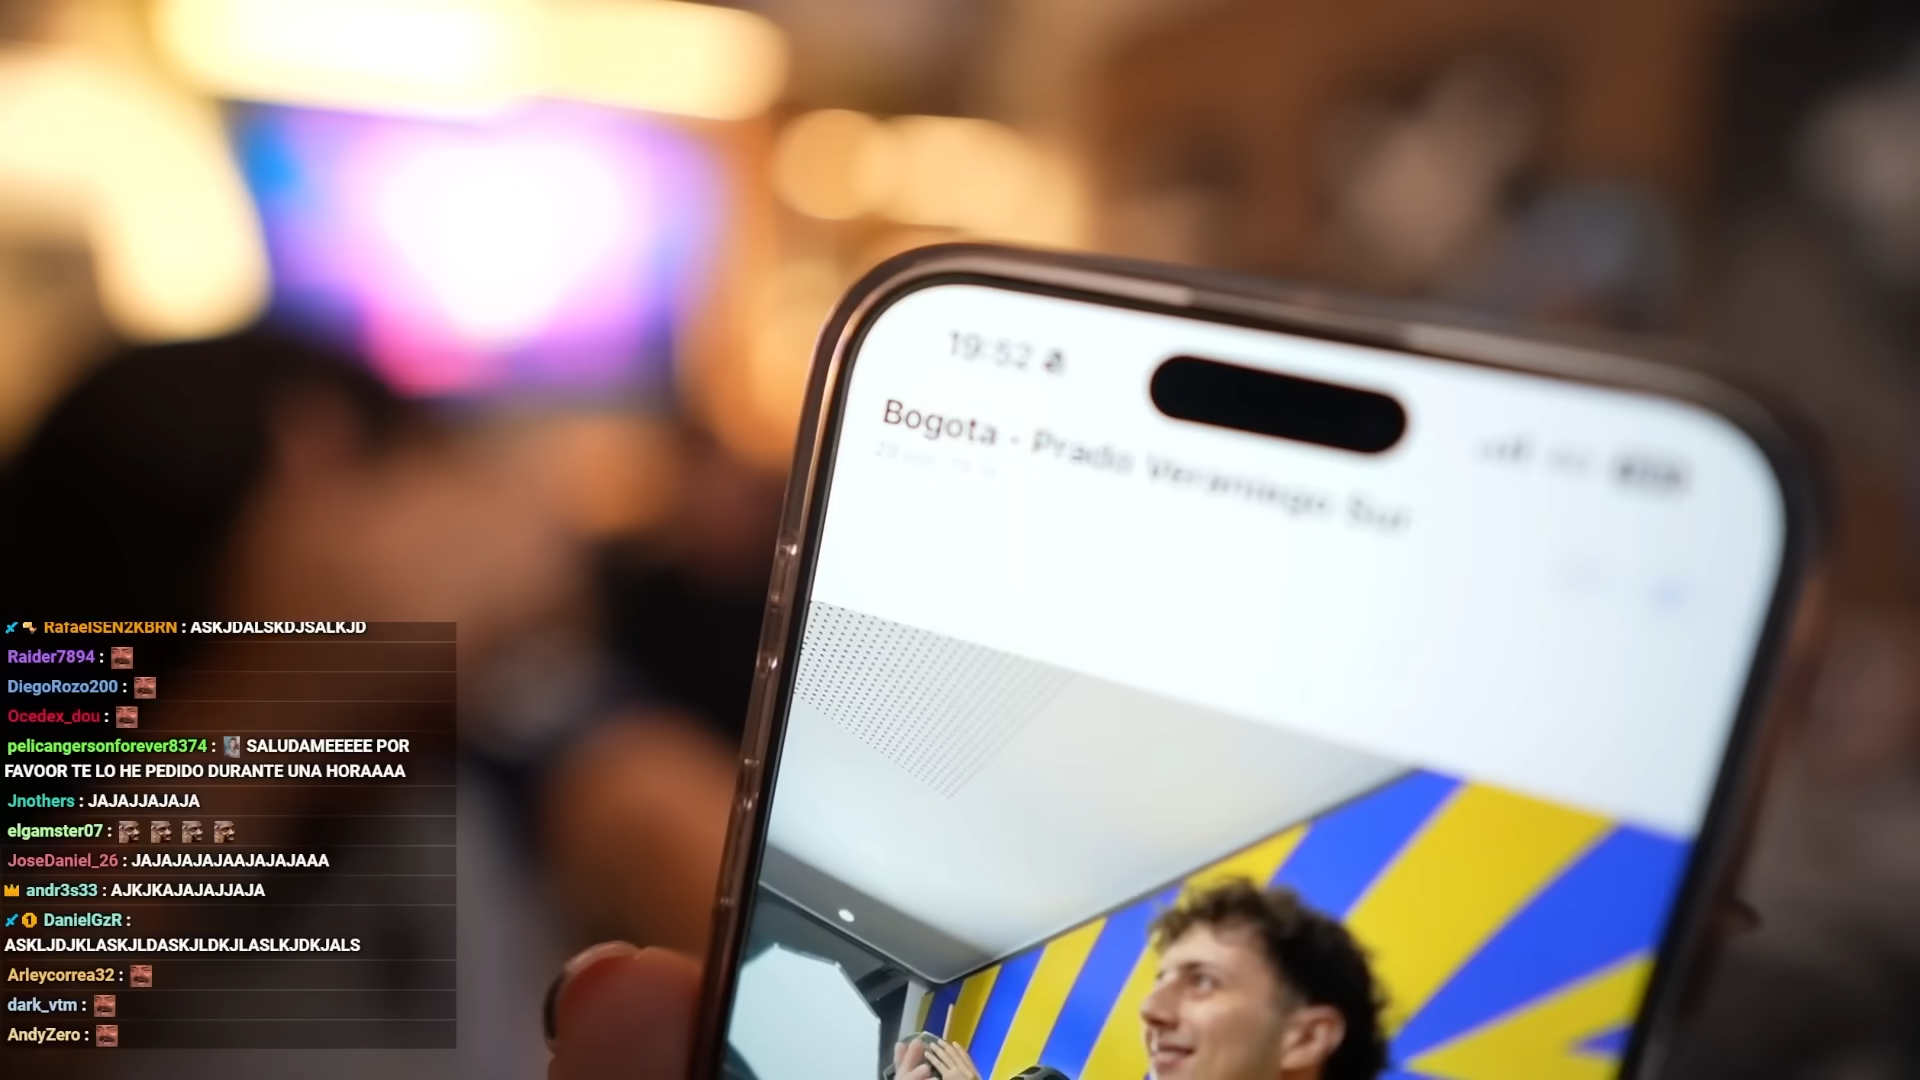 19:52
Bogota - Prado Veraniego Sur
RafaelSEN2KBRN : ASKJDALSKDJSALKJD
Raider7894 :
DiegoRozo200 :
Ocedex_dou :
pelicangersonforever8374 : SALUDAMEEEEE POR
FAVOOR TE LO HE PEDIDO DURANTE UNA HORAAAA
Jnothers : JAJAJJAJAJA
elgamster07 :
JoseDaniel_26 : JAJAJAJAJAAJAJAJAAA
andr3s33 : AJKJKAJAJAJJAJA
DanielGzR :
ASKLJDJKLASKJLDASKJLDKJLASLKJDKJALS
Arleycorrea32 :
dark_vtm :
AndyZero :